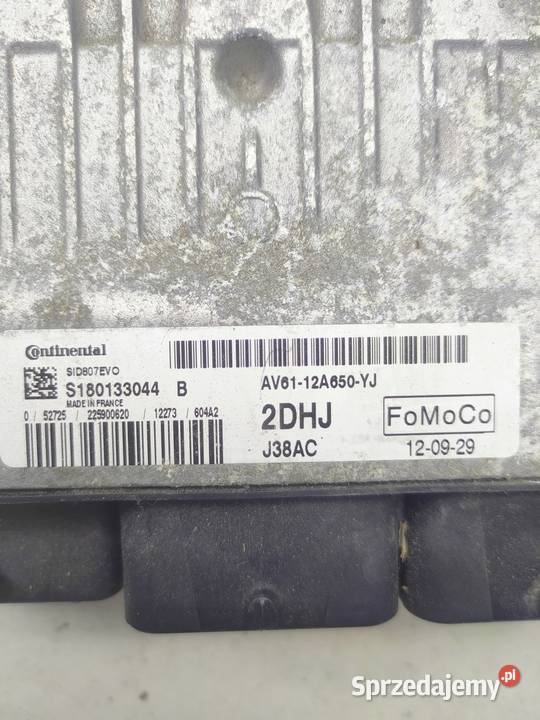 Continental
SID807EVO
S180133044 B
MADE IN FRANCE
0 / 52725 / 225900620 / 12273 / 604A2
AV61-12A650-YJ
2DHJ
FoMoCo
J38AC
12-09-29
2
Sprzedajemy.pl